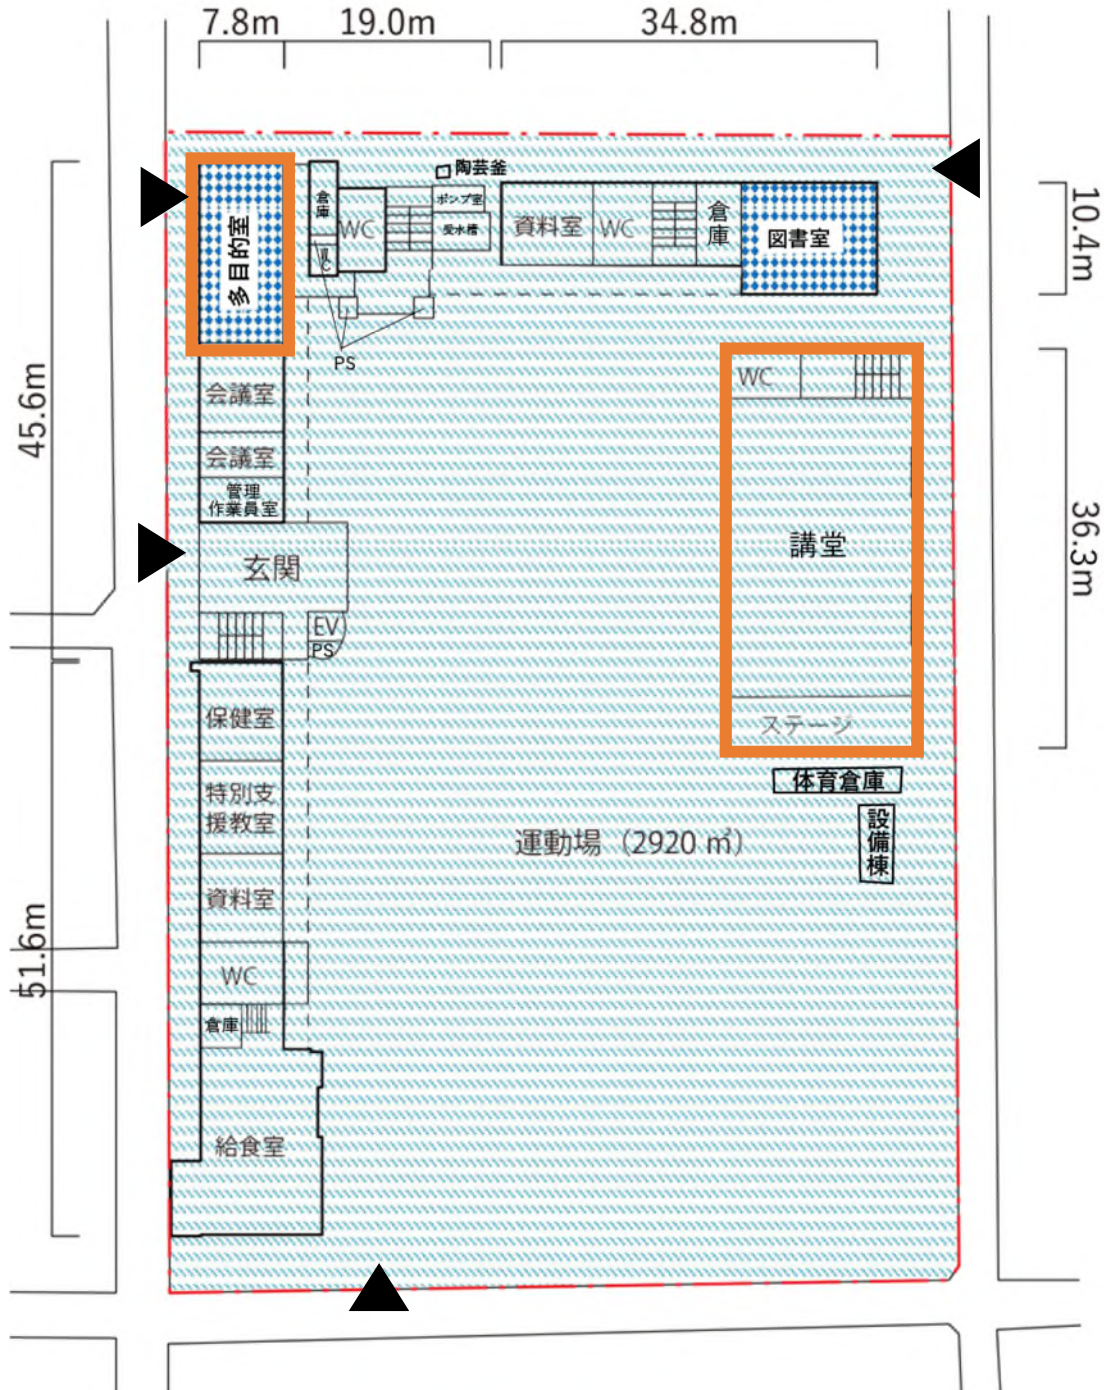 7.8m
19.0m
34.8m
陶芸釜
倉庫
WC
ポンプ室
受水槽
資料室
WC
倉庫
図書室
10.4m
多目的室
PS
会議室
WC
45.6m
会議室
管理
作業員室
講堂
36.3m
玄関
EV
PS
保健室
ステージ
体育倉庫
特別支
援教室
設備棟
運動場（2920 ㎡）
資料室
51.6m
WC
倉庫
給食室